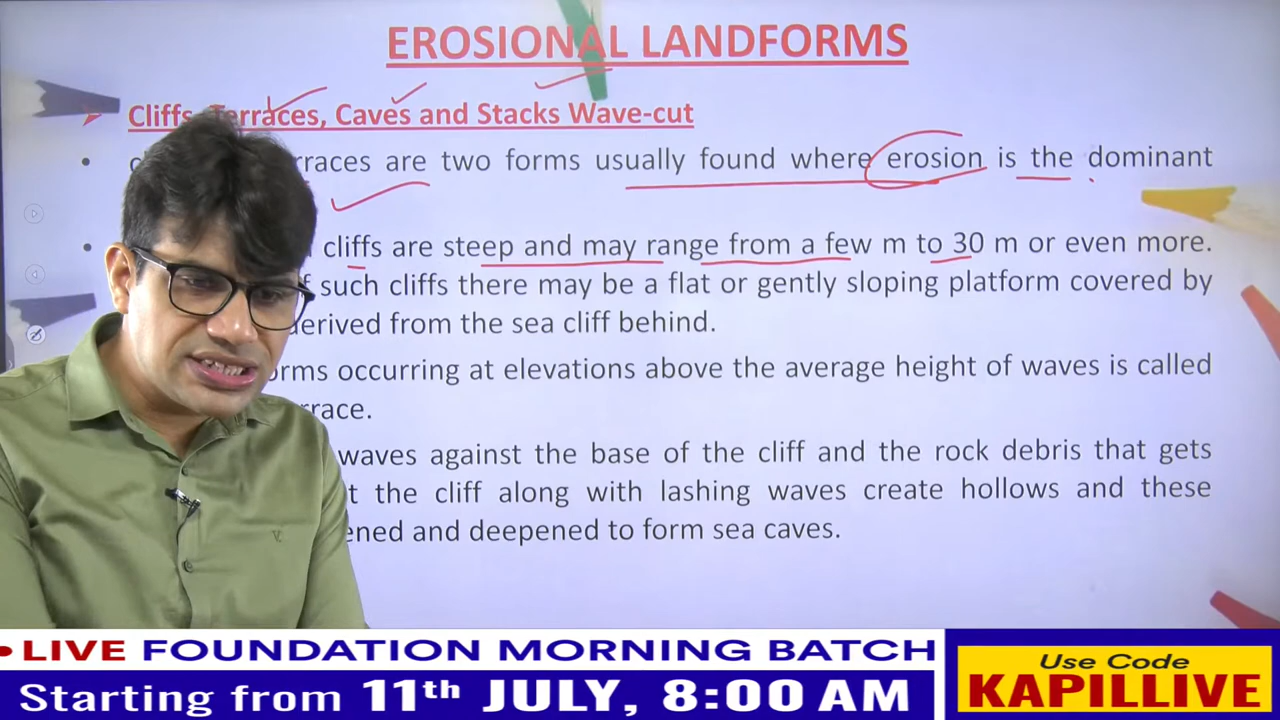 EROSIONAL LANDFORMS
Cliffs, Terraces, Caves and Stacks Wave-cut
are two forms usually found where erosion is the dominant
cliffs are steep and may range from a few m to 30 m or even more.
such cliffs there may be a flat or gently sloping platform covered by
derived from the sea cliff behind.
occurring at elevations above the average height of waves is called
waves against the base of the cliff and the rock debris that gets
the cliff along with lashing waves create hollows and these
and deepened to form sea caves.
• LIVE FOUNDATION MORNING BATCH
Starting from 11th JULY, 8:00 AM
Use Code
KAPILLIVE